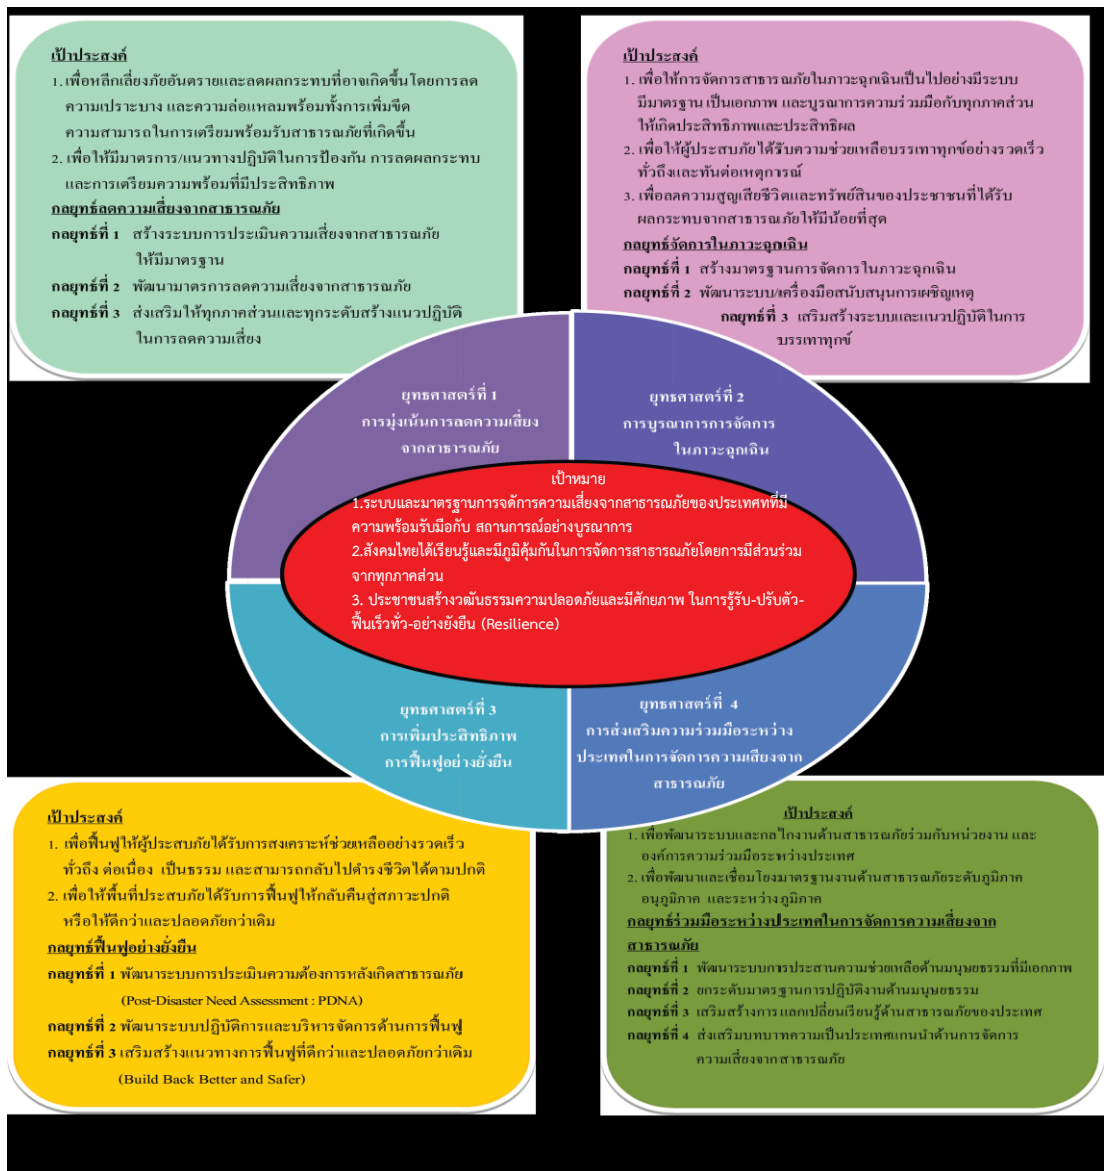 เป้าประสงค์
1. เพื่อหลีกเลี่ยงภัยอันตรายและลดผลกระทบที่อาจเกิดขึ้นโดยการลด
ความเปราะบาง และความล่อแหลมพร้อมทั้งการเพิ่มขีด
ความสามารถในการเตรียมพร้อมรับสาธารณภัยที่เกิดขึ้น
2. เพื่อให้มีมาตรการ/แนวทางปฏิบัติในการป้องกัน การลดผลกระทบ
และการเตรียมความพร้อมที่มีประสิทธิภาพ
กลยุทธ์ลดความเสี่ยงจากสาธารณภัย
กลยุทธ์ที่ 1 สร้างระบบการประเมินความเสี่ยงจากสาธารณภัย
ให้มีมาตรฐาน
กลยุทธ์ที่ 2 พัฒนามาตรการลดความเสี่ยงจากสาธารณภัย
กลยุทธ์ที่ 3 ส่งเสริมให้ทุกภาคส่วนและทุกระดับสร้างแนวปฏิบัติ
ในการลดความเสี่ยง
เป้าประสงค์
1. เพื่อให้การจัดการสาธารณภัยในภาวะฉุกเฉินเป็นไปอย่างมีระบบ
มีมาตรฐาน เป็นเอกภาพ และบูรณาการความร่วมมือกับทุกภาคส่วน
ให้เกิดประสิทธิภาพและประสิทธิผล
2. เพื่อให้ผู้ประสบภัยได้รับความช่วยเหลือบรรเทาทุกข์อย่างรวดเร็ว
ทั่วถึงและทันต่อเหตุการณ์
3. เพื่อลดความสูญเสียชีวิตและทรัพย์สินของประชาชนที่ได้รับ
ผลกระทบจากสาธารณภัยให้มีน้อยที่สุด
กลยุทธ์จัดการในภาวะฉุกเฉิน
กลยุทธ์ที่ 1 สร้างมาตรฐานการจัดการในภาวะฉุกเฉิน
กลยุทธ์ที่ 2 พัฒนาระบบ/เครื่องมือสนับสนุนการเผชิญเหตุ
กลยุทธ์ที่ 3 เสริมสร้างระบบและแนวปฏิบัติในการ
บรรเทาทุกข์
ยุทธศาสตร์ที่ 1
การมุ่งเน้นการลดความเสี่ยง
จากสาธารณภัย
ยุทธศาสตร์ที่ 2
การบูรณาการการจัดการ
ในภาวะฉุกเฉิน
เป้าหมาย
1.ระบบและมาตรฐานการจดัการความเสี่ยงจากสาธารณภัยของประเทศทที่มี
ความพร้อมรับมือกับ สถานการณ์อย่างบูรณาการ
2.สังคมไทยได้เรียนรู้และมีภูมิคุ้มกันในการจัดการสาธารณภัยโดยการมีส่วนร่วม
จากทุกภาคส่วน
3. ประชาชนสร้างวฒันธรรมความปลอดภัยและมีศักยภาพ ในการรู้รับ-ปรับตัว-
ฟื้นเร็วทั่ว-อย่างยังยืน (Resilience)
ยุทธศาสตร์ที่ 3
การเพิ่มประสิทธิภาพ
การฟื้นฟูอย่างยั่งยืน
ยุทธศาสตร์ที่ 4
การส่งเสริมความร่วมมือระหว่าง
ประเทศในการจัดการความเสี่ยงจาก
สาธารณภัย
เป้าประสงค์
1. เพื่อฟื้นฟูให้ผู้ประสบภัยได้รับการสงเคราะห์ช่วยเหลืออย่างรวดเร็ว
ทั่วถึง ต่อเนื่อง เป็นธรรม และสามารถกลับไปดำรงชีวิตได้ตามปกติ
2. เพื่อให้พื้นที่ประสบภัยได้รับการฟื้นฟูให้กลับคืนสู่สภาวะปกติ
หรือให้ดีกว่าและปลอดภัยกว่าเดิม
กลยุทธ์ฟื้นฟูอย่างยั่งยืน
กลยุทธ์ที่ 1 พัฒนาระบบการประเมินความต้องการหลังเกิดสาธารณภัย
(Post-Disaster Need Assessment : PDNA)
กลยุทธ์ที่ 2 พัฒนาระบบปฏิบัติการและบริหารจัดการด้านการฟื้นฟู
กลยุทธ์ที่ 3 เสริมสร้างแนวทางการฟื้นฟูที่ดีกว่าและปลอดภัยกว่าเดิม
(Build Back Better and Safer)
เป้าประสงค์
1. เพื่อพัฒนาระบบและกลไกงานด้านสาธารณภัยร่วมกับหน่วยงาน และ
องค์การความร่วมมือระหว่างประเทศ
2. เพื่อพัฒนาและเชื่อมโยงมาตรฐานงานด้านสาธารณภัยระดับภูมิภาค
อนุภูมิภาค และระหว่างภูมิภาค
กลยุทธ์ร่วมมือระหว่างประเทศในการจัดการความเสี่ยงจาก
สาธารณภัย
กลยุทธ์ที่ 1 พัฒนาระบบการประสานความช่วยเหลือด้านมนุษยธรรมที่มีเอกภาพ
กลยุทธ์ที่ 2 ยกระดับมาตรฐานการปฏิบัติงานด้านมนุษยธรรม
กลยุทธ์ที่ 3 เสริมสร้างการแลกเปลี่ยนเรียนรู้ด้านสาธารณภัยของประเทศ
กลยุทธ์ที่ 4 ส่งเสริมบทบาทความเป็นประเทศแกนนำด้านการจัดการ
ความเสี่ยงจากสาธารณภัย